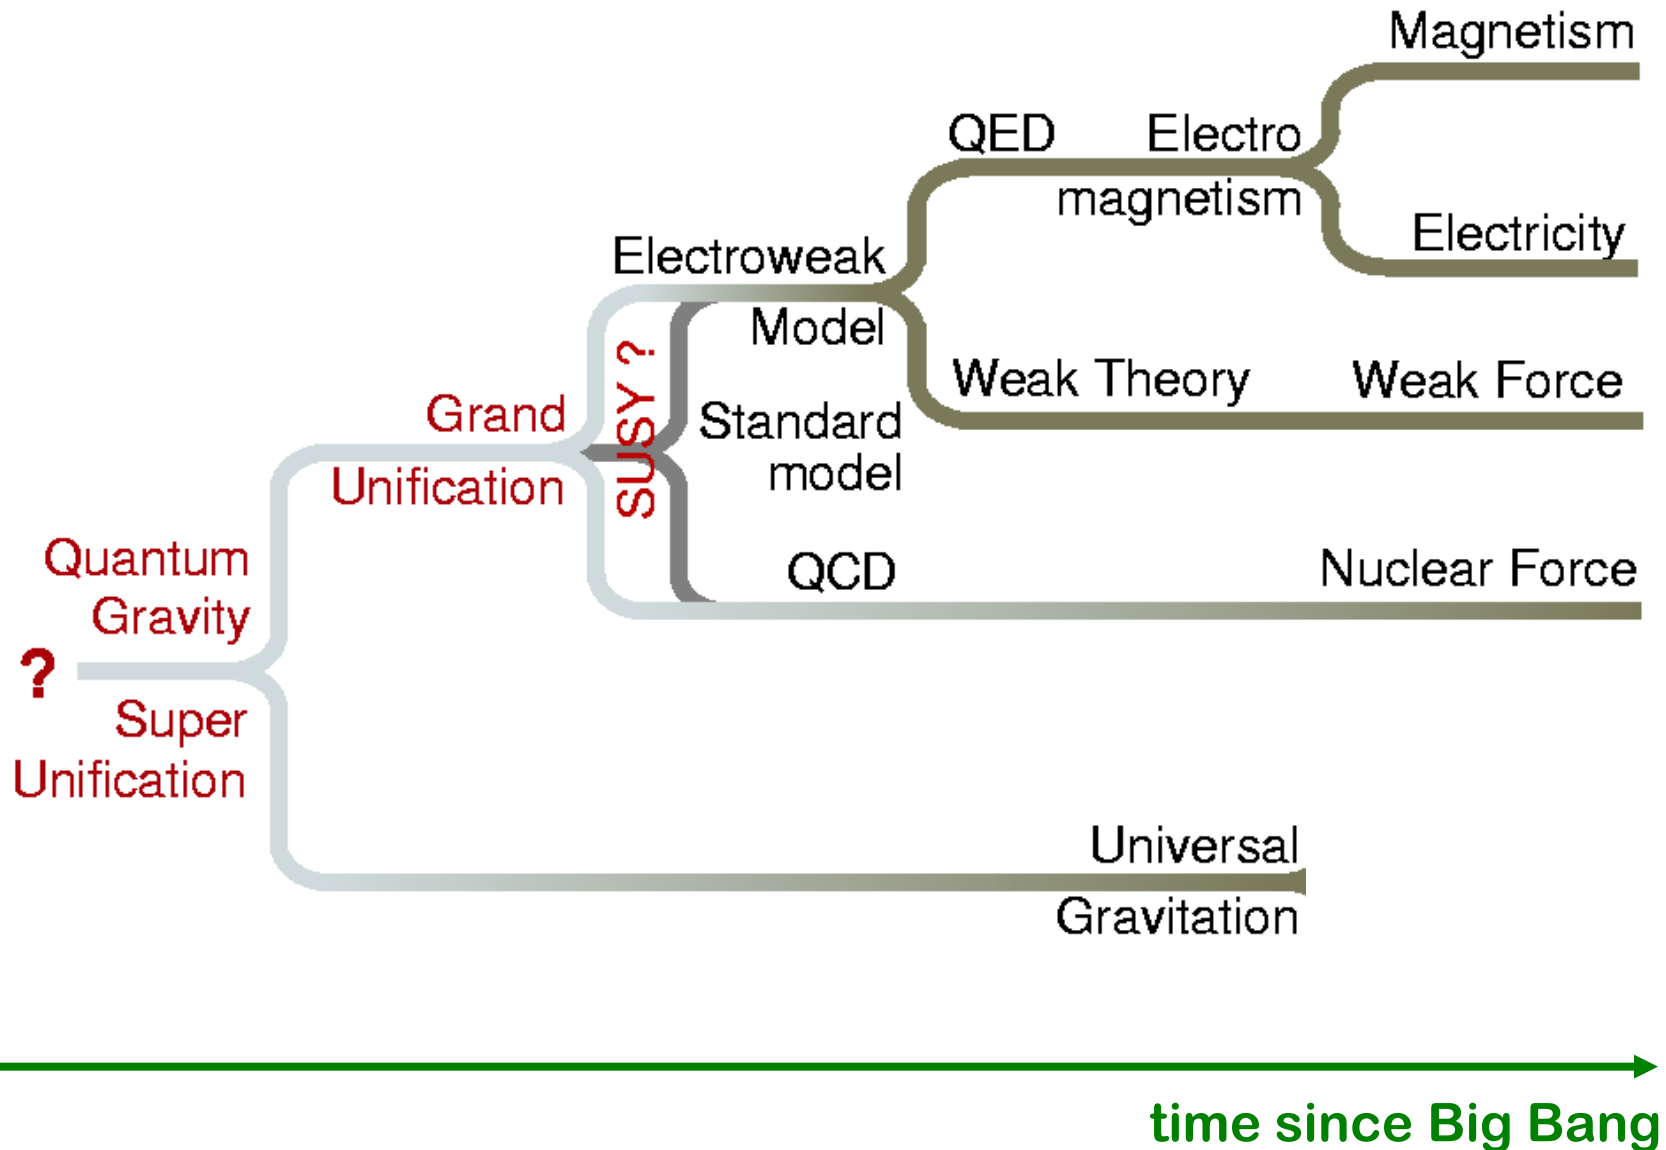 Magnetism
QED
Electro
magnetism
Electricity
Electroweak
Model
Weak Theory
Weak Force
Grand
Unification
SUSY ?
Standard
model
QCD
Nuclear Force
Quantum
Gravity
?
Super
Unification
Universal
Gravitation
time since Big Bang